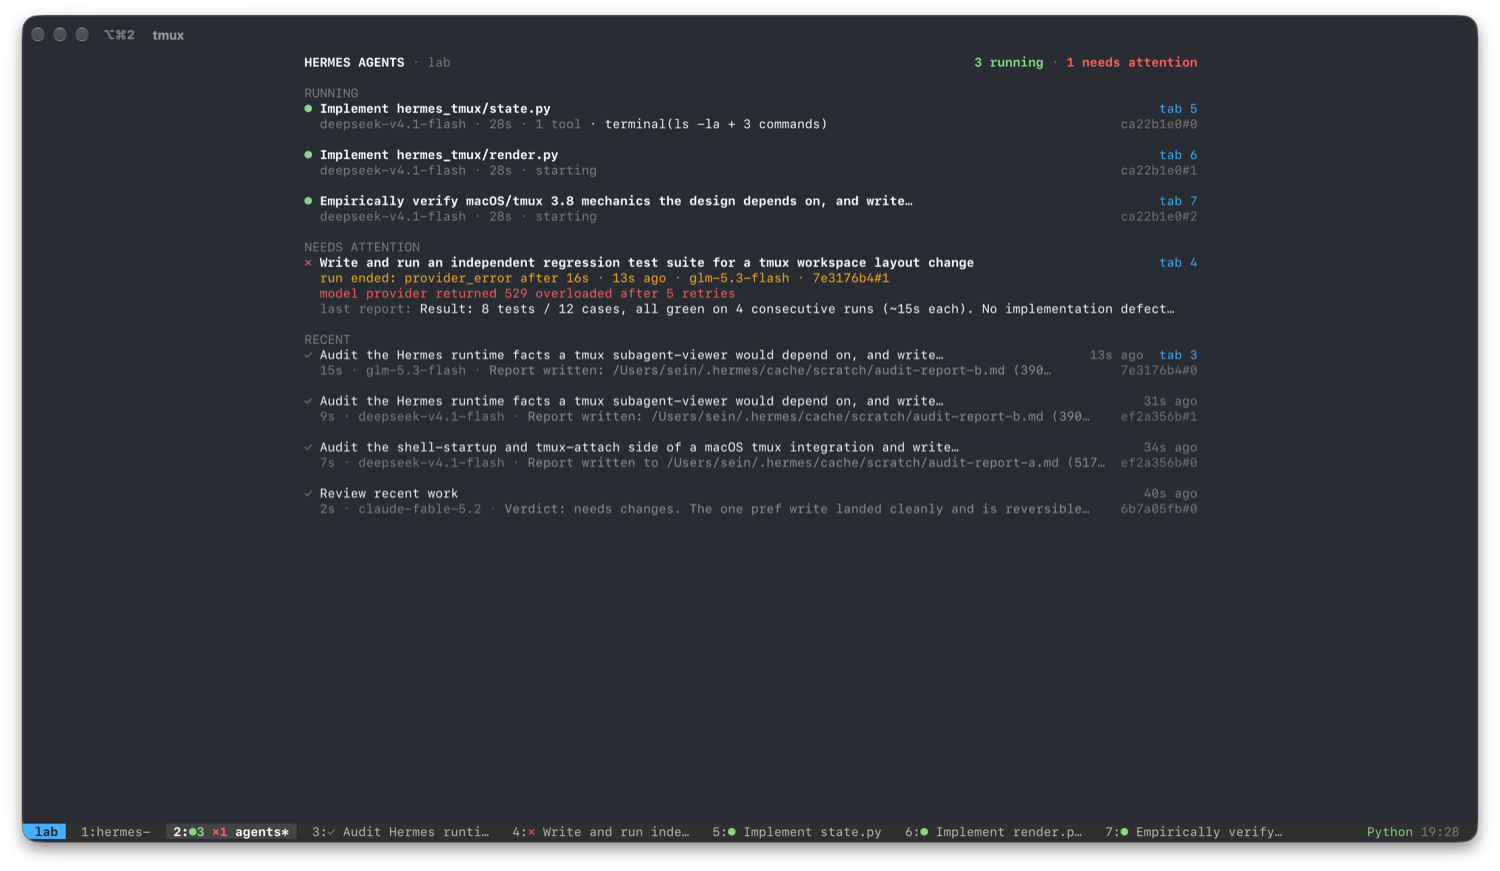 ⌥⌘2 tmux
HERMES AGENTS · lab 3 running · 1 needs attention
RUNNING
● Implement hermes_tmux/state.py tab 5
deepseek-v4.1-flash · 28s · 1 tool · terminal(ls -la + 3 commands) ca22b1e0#0
● Implement hermes_tmux/render.py tab 6
deepseek-v4.1-flash · 28s · starting ca22b1e0#1
● Empirically verify macOS/tmux 3.8 mechanics the design depends on, and write… tab 7
deepseek-v4.1-flash · 28s · starting ca22b1e0#2
NEEDS ATTENTION
× Write and run an independent regression test suite for a tmux workspace layout change tab 4
run ended: provider_error after 16s · 13s ago · glm-5.3-flash · 7e3176b4#1
model provider returned 529 overloaded after 5 retries
last report: Result: 8 tests / 12 cases, all green on 4 consecutive runs (~15s each). No implementation defect…
RECENT
✓ Audit the Hermes runtime facts a tmux subagent-viewer would depend on, and write… 13s ago tab 3
15s · glm-5.3-flash · Report written: /Users/sein/.hermes/cache/scratch/audit-report-b.md (390… 7e3176b4#0
✓ Audit the Hermes runtime facts a tmux subagent-viewer would depend on, and write… 31s ago
9s · deepseek-v4.1-flash · Report written: /Users/sein/.hermes/cache/scratch/audit-report-b.md (390… ef2a356b#1
✓ Audit the shell-startup and tmux-attach side of a macOS tmux integration and write… 34s ago
7s · deepseek-v4.1-flash · Report written to /Users/sein/.hermes/cache/scratch/audit-report-a.md (517… ef2a356b#0
✓ Review recent work 40s ago
2s · claude-fable-5.2 · Verdict: needs changes. The one pref write landed cleanly and is reversible… 6b7a05fb#0
lab 1:hermes- 2:●3 ×1 agents* 3:✓ Audit Hermes runti… 4:× Write and run inde… 5:● Implement state.py 6:● Implement render.p… 7:● Empirically verify… Python 19:28